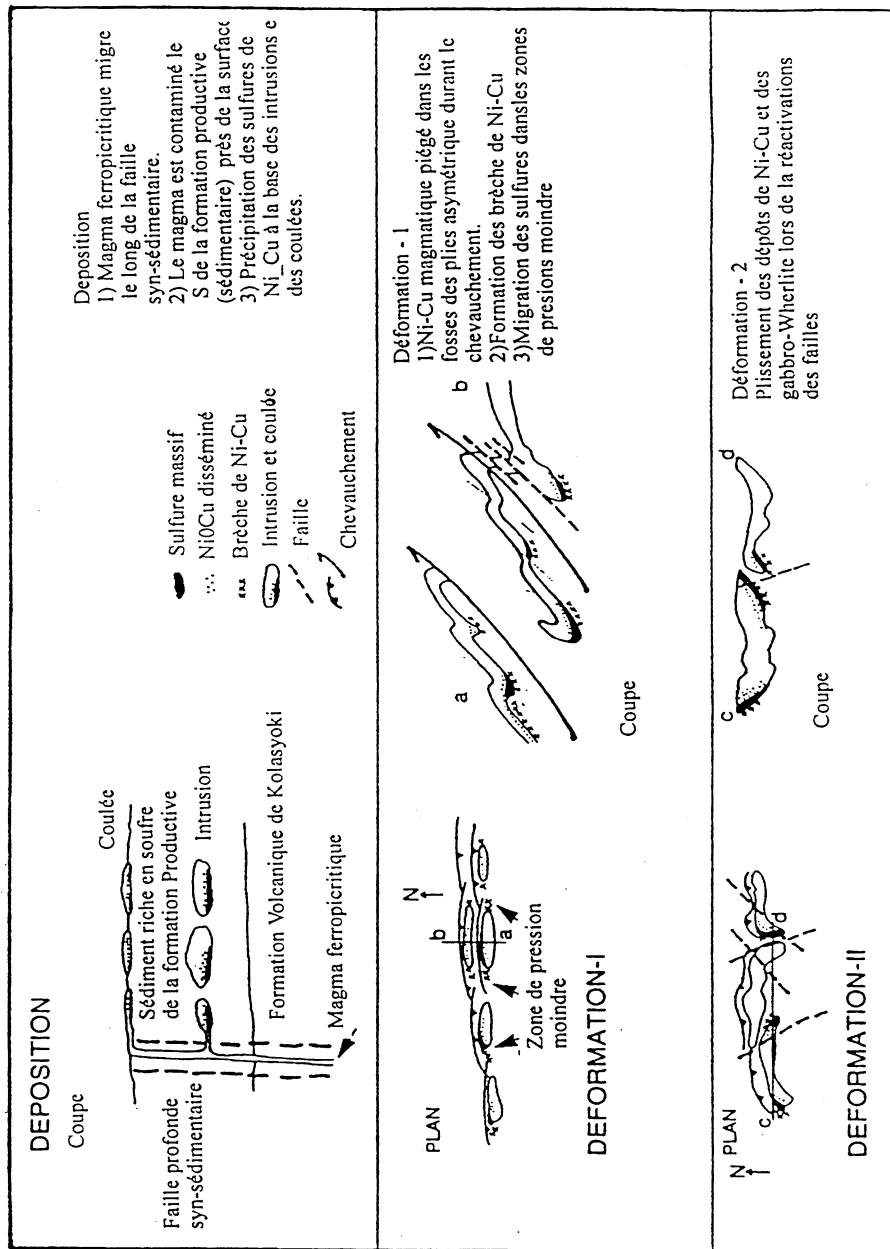 DEPOSITION
Coupe
Faille profonde
syn-sédimentaire
Coulée
Sédiment riche en soufre
de la formation Productive
Intrusion
Formation Volcanique de Kolasyoki
Magma ferropicritique
Sulfure massif
Ni0Cu disséminé
Brèche de Ni-Cu
Intrusion et coulée
Faille
Chevauchement
Deposition
1) Magma ferropicritique migre
le long de la faille
syn-sédimentaire.
2) Le magma est contaminé le
S de la formation productive
(sédimentaire) près de la surface
3) Précipitation des sulfures de
Ni_Cu à la base des intrusions e
des coulées.
PLAN
N
b
a
Zone de pression
moindre
DEFORMATION-I
a
b
Coupe
Déformation - 1
1)Ni-Cu magmatique piégé dans les
fosses des plies asymétrique durant le
chevauchement.
2)Formation des brèche de Ni-Cu
3)Migration des sulfures dansles zones
de presions moindre
PLAN
N
c
d
DEFORMATION-II
c
d
Coupe
Déformation - 2
Plissement des dépôts de Ni-Cu et des
gabbro-Wherlite lors de la réactivations
des failles